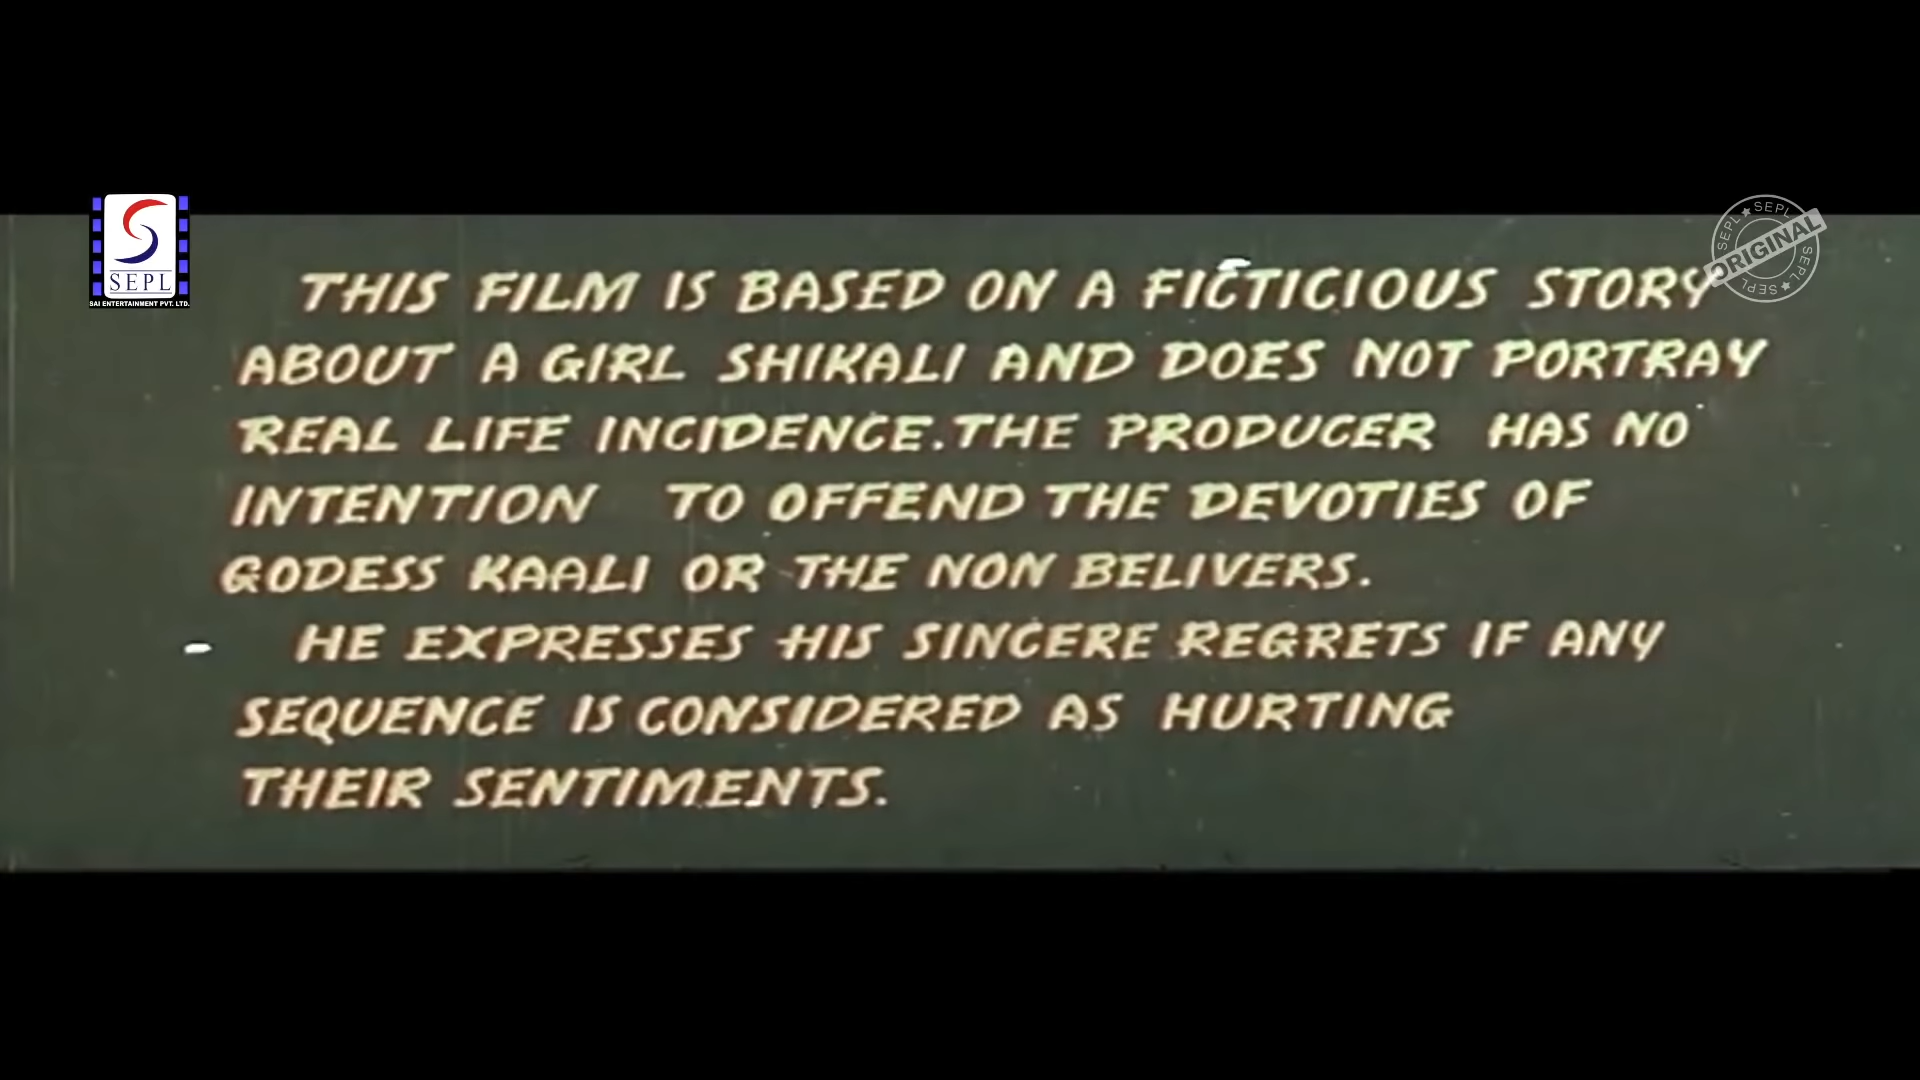 SEPL
SAI ENTERTAINMENT PVT. LTD.
SEPL SEPL SEPL SEPL
ORIGINAL
THIS FILM IS BASED ON A FICTICIOUS STORY
ABOUT A GIRL SHIKALI AND DOES NOT PORTRAY
REAL LIFE INCIDENCE. THE PRODUCER HAS NO
INTENTION TO OFFEND THE DEVOTIES OF
GODESS KAALI OR THE NON BELIVERS.
HE EXPRESSES HIS SINCERE REGRETS IF ANY
SEQUENCE IS CONSIDERED AS HURTING
THEIR SENTIMENTS.